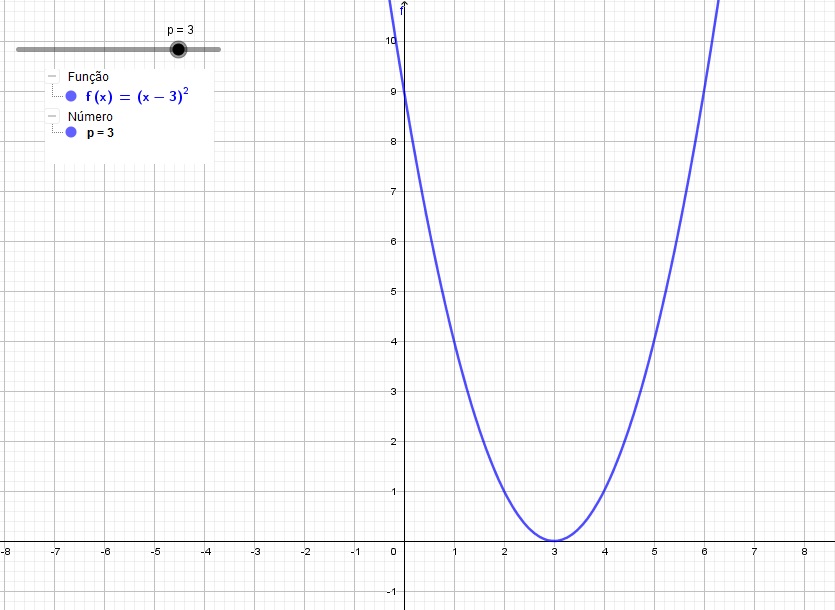 p = 3
Função
f (x) = (x − 3)²
Número
p = 3
f
10
9
8
7
6
5
4
3
2
1
-8 -7 -6 -5 -4 -3 -2 -1 0 1 2 3 4 5 6 7 8
-1